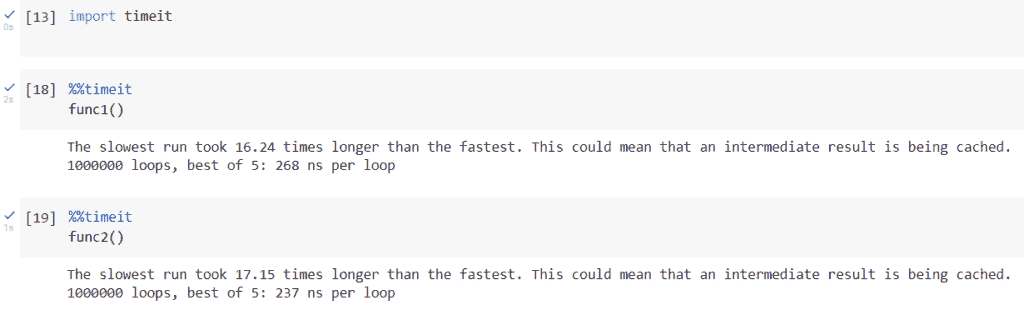 [13] import timeit
0s
[18] %%timeit
2s
func1()
The slowest run took 16.24 times longer than the fastest. This could mean that an intermediate result is being cached.
1000000 loops, best of 5: 268 ns per loop
[19] %%timeit
1s
func2()
The slowest run took 17.15 times longer than the fastest. This could mean that an intermediate result is being cached.
1000000 loops, best of 5: 237 ns per loop